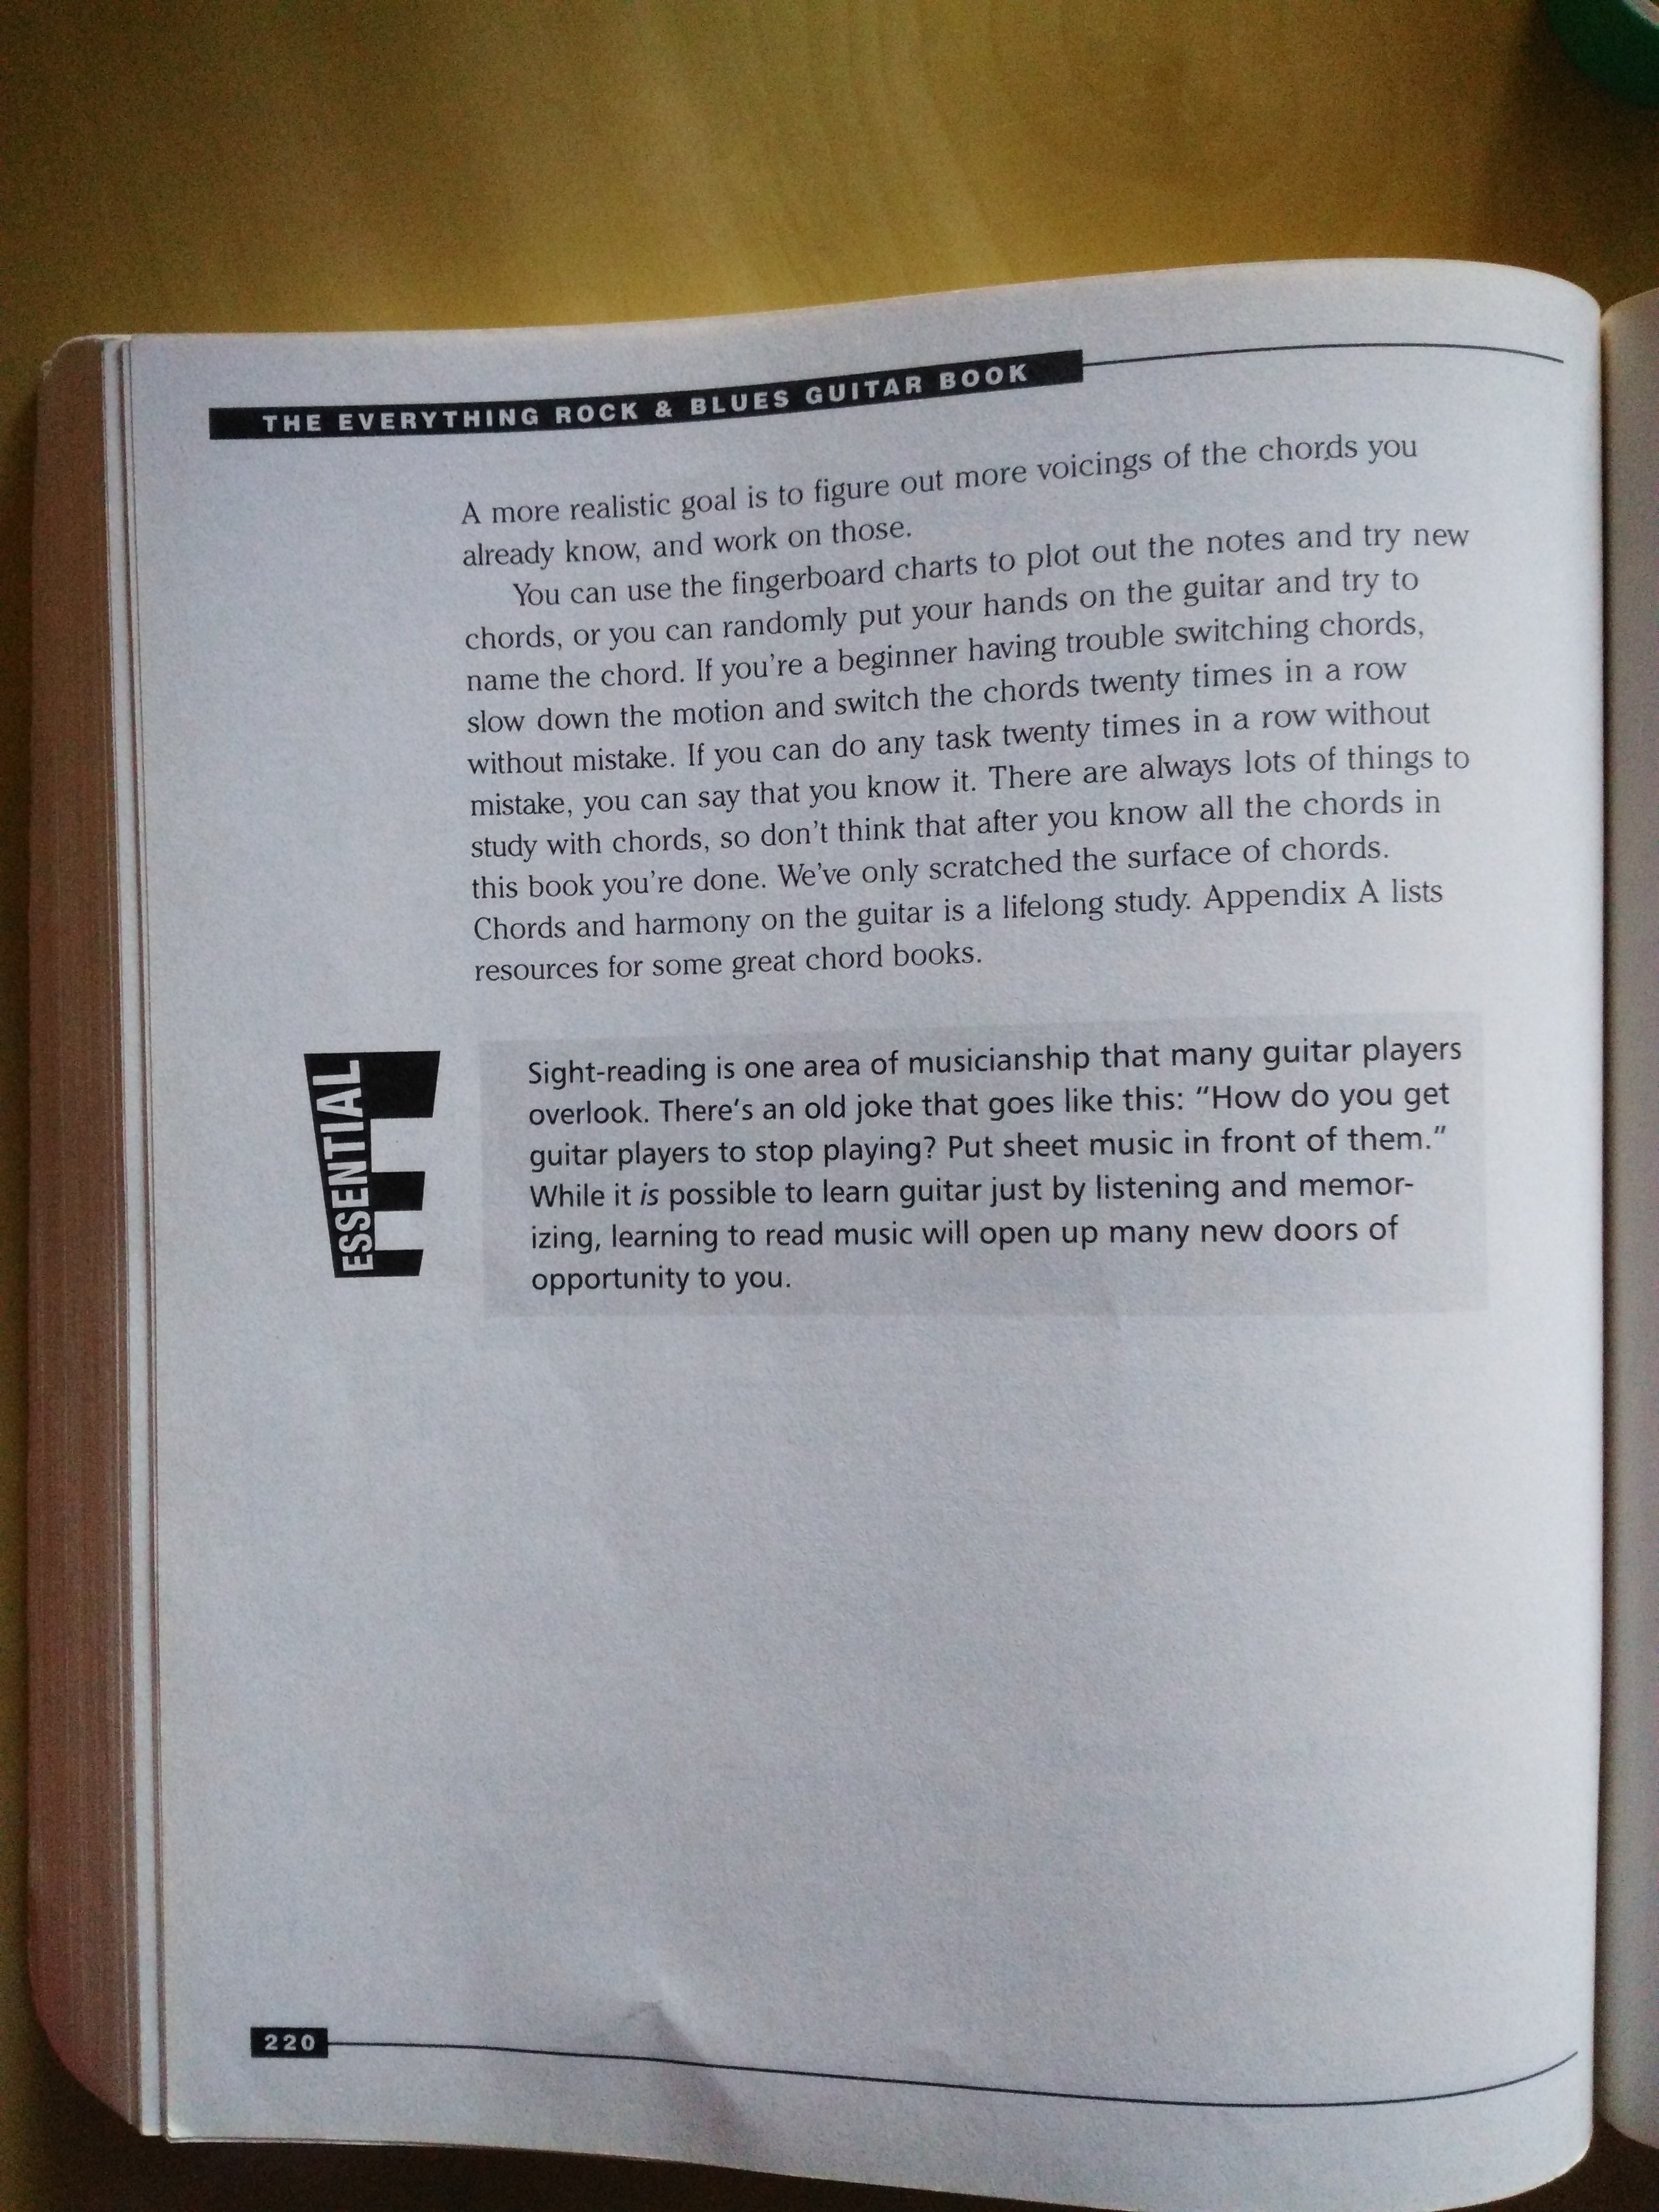 THE EVERYTHING ROCK & BLUES GUITAR BOOK
A more realistic goal is to figure out more voicings of the chords you
already know, and work on those.
You can use the fingerboard charts to plot out the notes and try new
chords, or you can randomly put your hands on the guitar and try to
name the chord. If you're a beginner having trouble switching chords,
slow down the motion and switch the chords twenty times in a row
without mistake. If you can do any task twenty times in a row without
mistake, you can say that you know it. There are always lots of things to
study with chords, so don't think that after you know all the chords in
this book you're done. We've only scratched the surface of chords.
Chords and harmony on the guitar is a lifelong study. Appendix A lists
resources for some great chord books.
E
ESSENTIAL
Sight-reading is one area of musicianship that many guitar players
overlook. There's an old joke that goes like this: "How do you get
guitar players to stop playing? Put sheet music in front of them."
While it is possible to learn guitar just by listening and memor-
izing, learning to read music will open up many new doors of
opportunity to you.
220